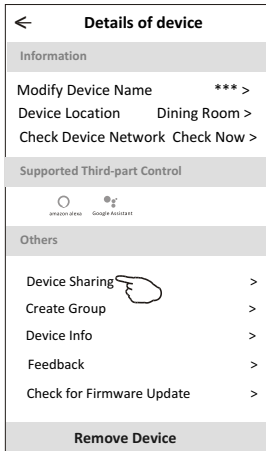 Details of device
Information
Modify Device Name *** >
Device Location Dining Room >
Check Device Network Check Now >
Supported Third-part Control
amazon alexa Google Assistant
Others
Device Sharing >
Create Group >
Device Info >
Feedback >
Check for Firmware Update >
Remove Device